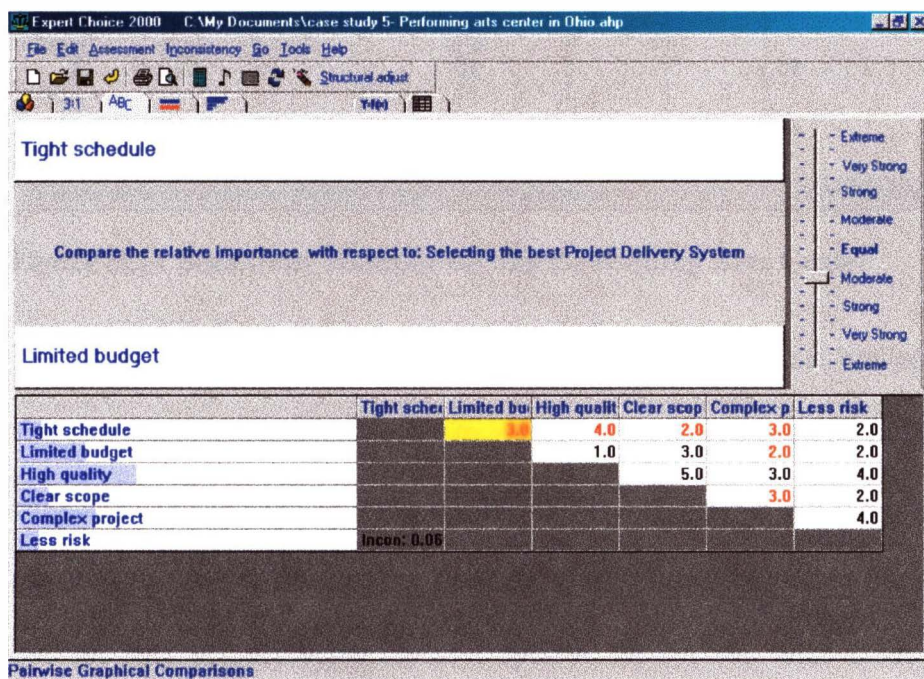 Expert Choice 2000 C:\My Documents\case study 5- Performing arts center in Ohio.ahp
File Edit Assessment Inconsistency Go Tools Help
Structural adjust
3:1 ABC Y=f(x)
Tight schedule
Extreme
Very Strong
Strong
Moderate
Equal
Moderate
Strong
Very Strong
Extreme
Compare the relative importance with respect to: Selecting the best Project Delivery System
Limited budget
Tight sche Limited bu High qualit Clear scop Complex p Less risk
Tight schedule 3.0 4.0 2.0 3.0 2.0
Limited budget 1.0 3.0 2.0 2.0
High quality 5.0 3.0 4.0
Clear scope 3.0 2.0
Complex project 4.0
Less risk Incon: 0.06
Pairwise Graphical Comparisons